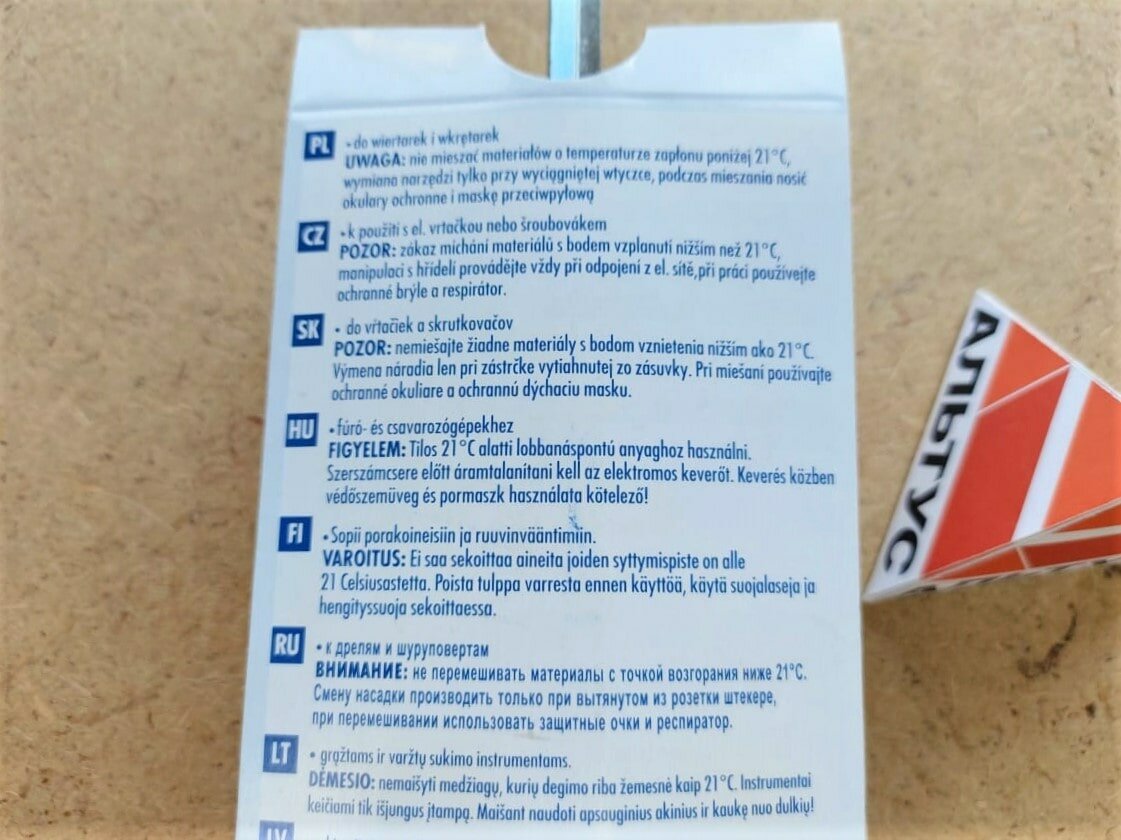 PL • do wiertarek i wkrętarek
UWAGA: nie mieszać materiałów o temperaturze zapłonu poniżej 21°C,
wymiana narzędzi tylko przy wyciągniętej wtyczce, podczas mieszania nosić
okulary ochronne i maskę przeciwpyłową
CZ • k použití s el. vrtačkou nebo šroubovákem
POZOR: zákaz míchání materiálů s bodem vzplanutí nižším než 21°C,
manipulaci s hřídelí provádějte vždy při odpojení z el. sítě,při práci používejte
ochranné brýle a respirátor.
SK • do vŕtačiek a skrutkovačov
POZOR: nemiešajte žiadne materiály s bodom vznietenia nižším ako 21°C.
Výmena náradia len pri zástrčke vytiahnutej zo zásuvky. Pri miešaní používajte
ochranné okuliare a ochrannú dýchaciu masku.
HU • fúró- és csavarozógépekhez
FIGYELEM: Tilos 21°C alatti lobbanáspontú anyaghoz használni.
Szerszámcsere előtt áramtalanítani kell az elektromos keverőt. Keverés közben
védőszemüveg és pormaszk használata kötelező!
FI • Sopii porakoineisiin ja ruuvinvääntimiin.
VAROITUS: Ei saa sekoittaa aineita joiden syttymispiste on alle
21 Celsiusastetta. Poista tulppa varresta ennen käyttöä, käytä suojalaseja ja
hengityssuoja sekoittaessa.
RU • к дрелям и шуруповертам
ВНИМАНИЕ: не перемешивать материалы с точкой возгорания ниже 21°C.
Смену насадки производить только при вытянутом из розетки штекере,
при перемешивании использовать защитные очки и респиратор.
LT • grąžtams ir varžtų sukimo instrumentams.
DĖMESIO: nemaišyti medžiagų, kurių degimo riba žemesnė kaip 21°C. Instrumentai
keičiami tik išjungus įtampą. Maišant naudoti apsauginius akinius ir kaukę nuo dulkių!
LV
АЛЬТУС